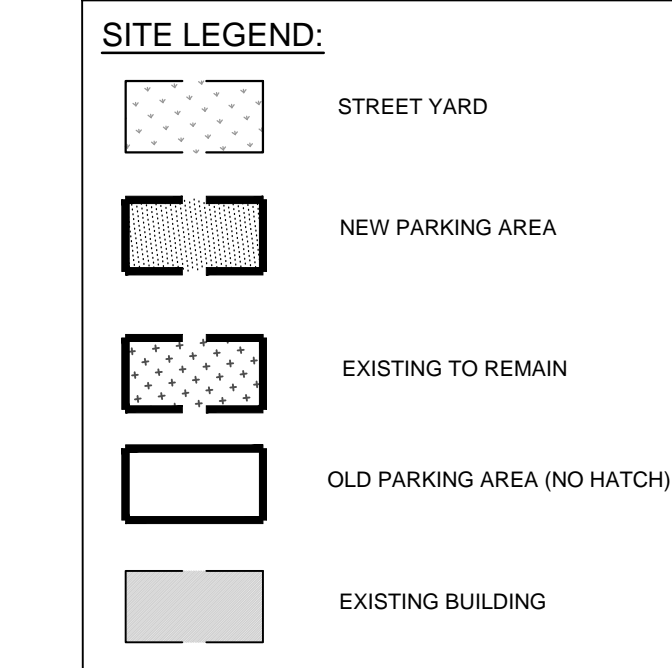 SITE LEGEND:
STREET YARD
NEW PARKING AREA
EXISTING TO REMAIN
OLD PARKING AREA (NO HATCH)
EXISTING BUILDING